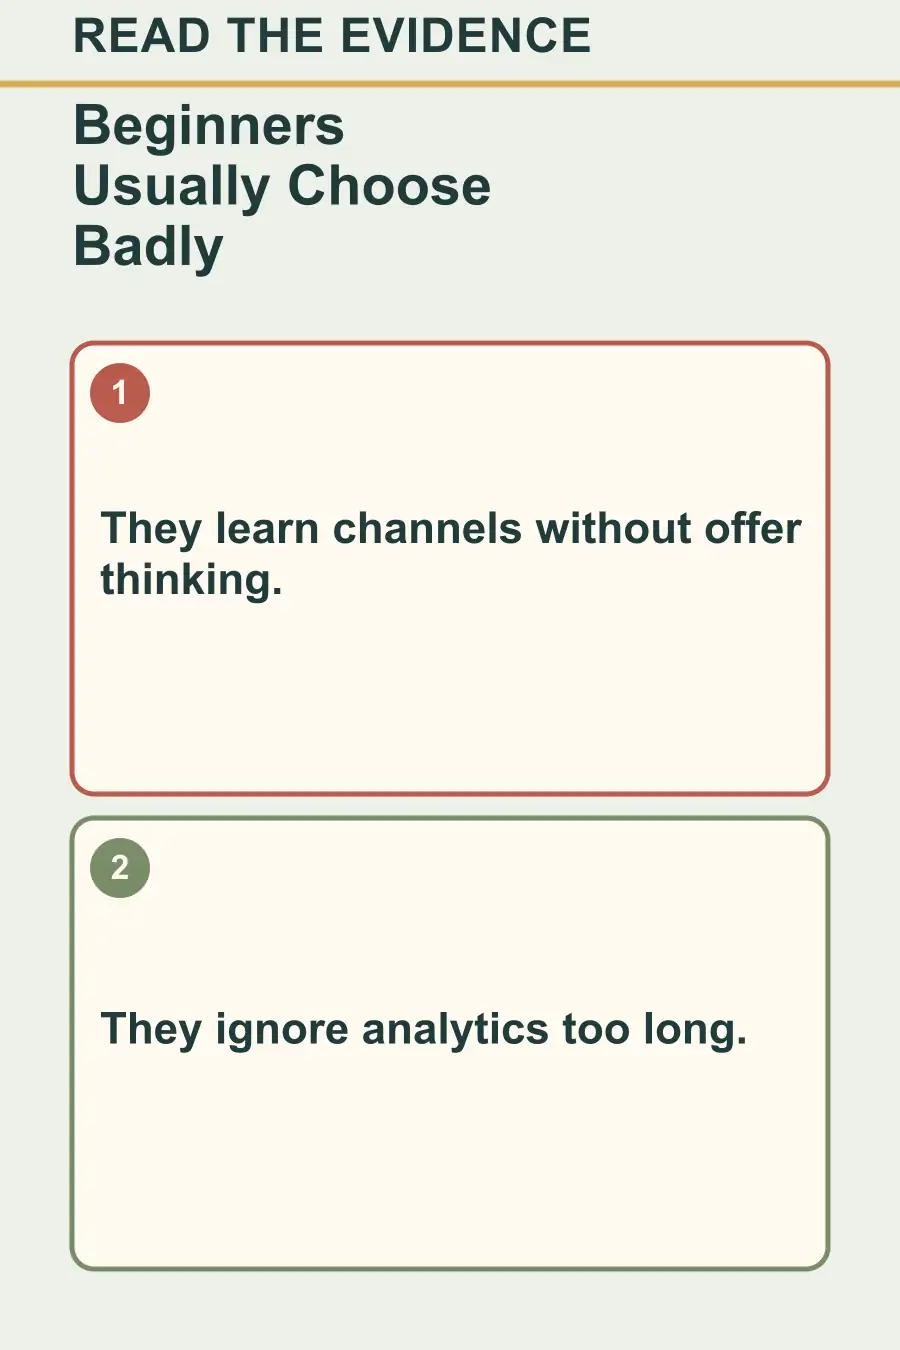 READ THE EVIDENCE
Beginners
Usually Choose
Badly
1
They learn channels without offer
thinking.
2
They ignore analytics too long.